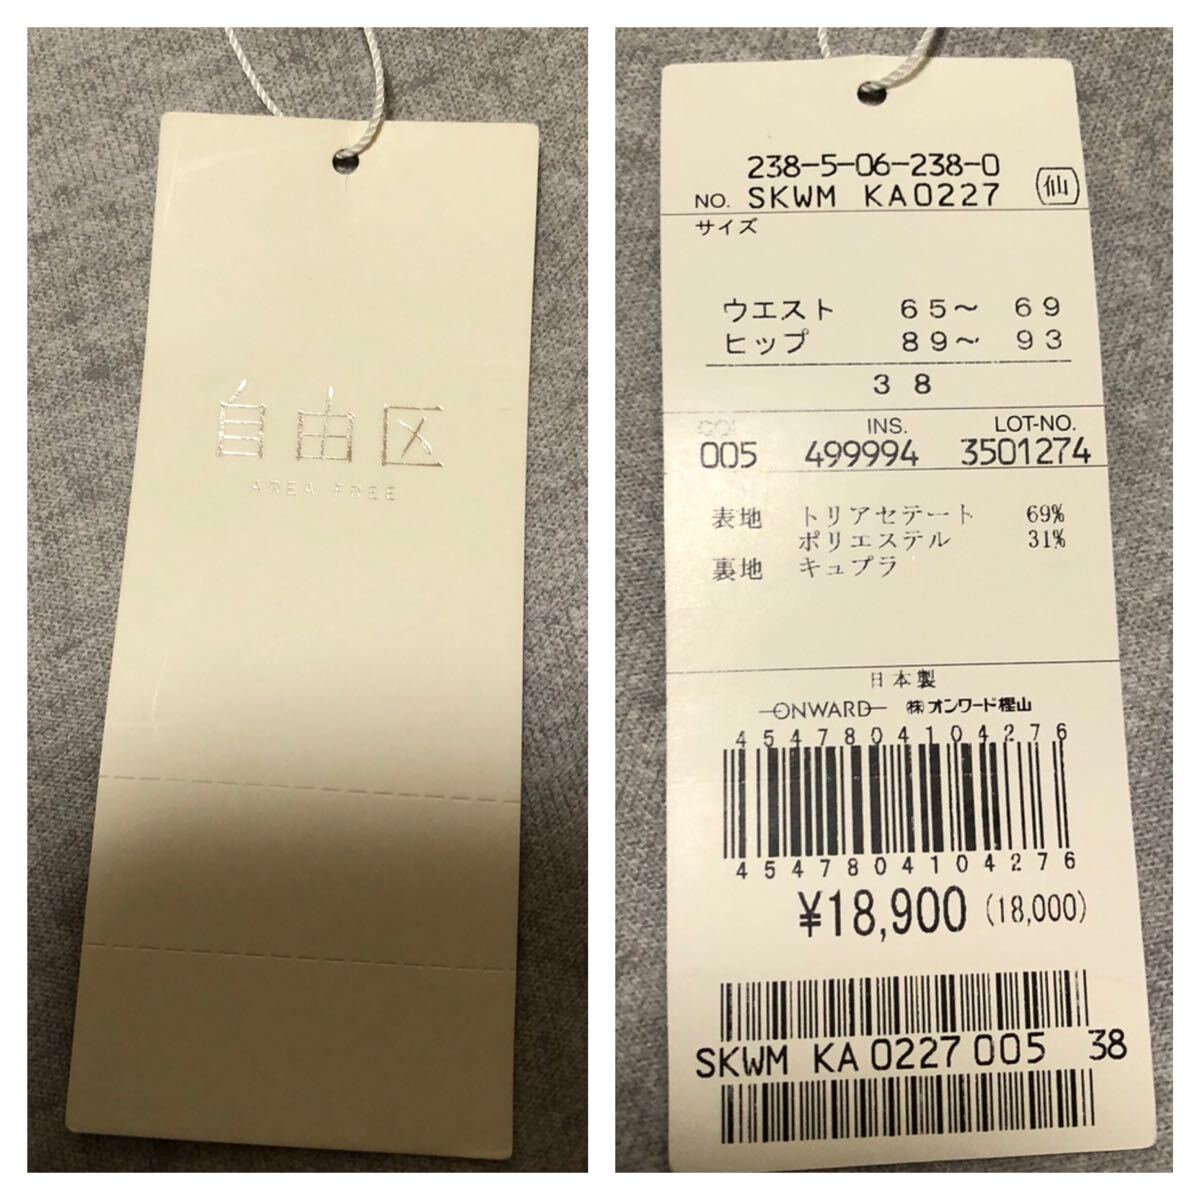 自由区
AREA FREE
238-5-06-238-0
NO. SKWM KA0227 仙
サイズ
ウエスト 65〜 69
ヒップ 89〜 93
38
COL INS. LOT-NO.
005 499994 3501274
表地 トリアセテート 69%
ポリエステル 31%
裏地 キュプラ
日本製
ONWARD ㈱オンワード樫山
4547804104276
4547804104276
¥18,900 (18,000)
SKWM KA0227005 38